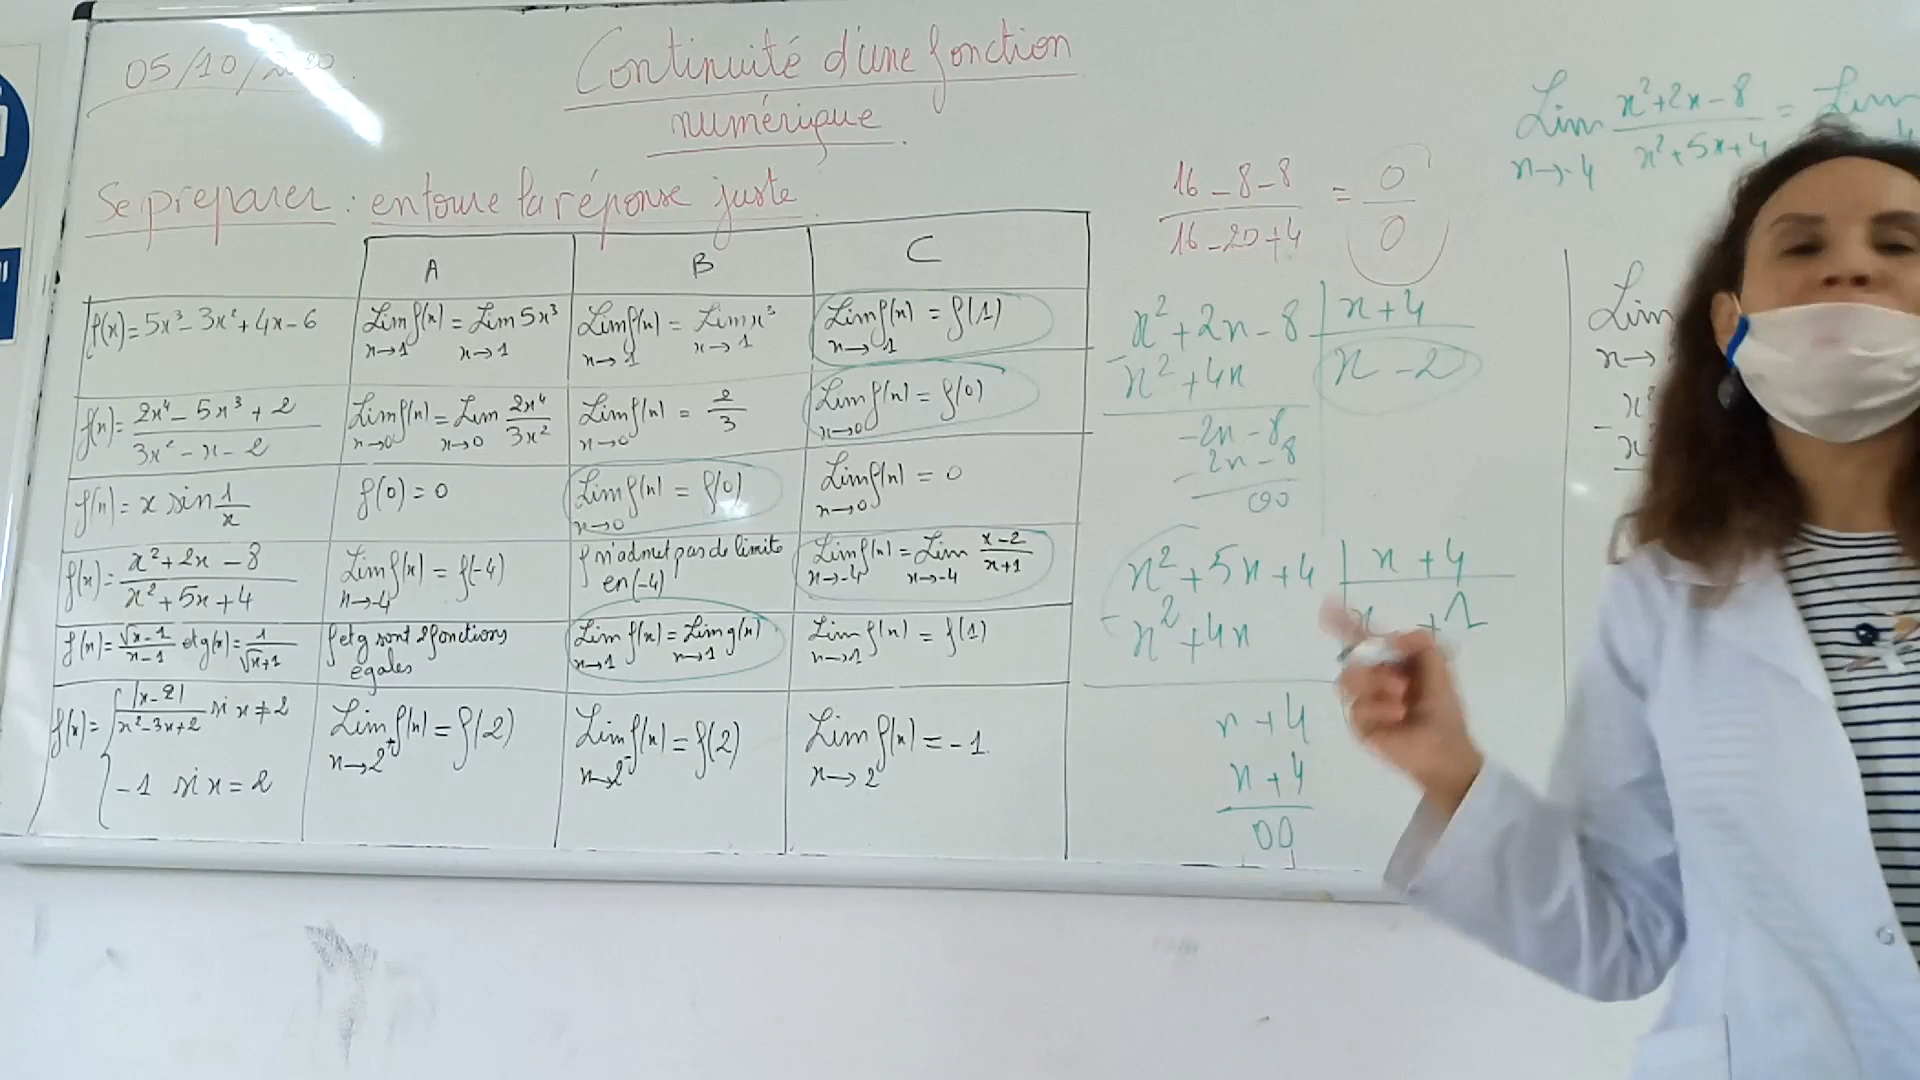 05/10/2020
Continuité d'une fonction
numérique.
Se preparer : entoure la réponse juste.
A B C
f(x)=5x³-3x²+4x-6
Lim f(x) = Lim 5x³
x→1 x→1
Lim f(x) = Lim x³
x→1 x→1
Lim f(x) = f(1)
x→1
f(x)= (2x⁴-5x³+2)/(3x²-x-2)
Lim f(x) = Lim 2x⁴/3x²
x→0 x→0
Lim f(x) = 2/3
x→0
Lim f(x) = f(0)
x→0
f(x)= x sin 1/x
f(0)=0
Lim f(x) = f(0)
x→0
Lim f(x) = 0
x→0
f(x)= (x²+2x-8)/(x²+5x+4)
Lim f(x) = f(-4)
x→-4
f n'admet pas de limite
en (-4)
Lim f(x) = Lim (x-2)/(x+1)
x→-4 x→-4
f(x)= (√x-1)/(x-1) et g(x)= 1/(√x+1)
f et g sont 2 fonctions
égales
Lim f(x) = Lim g(x)
x→1 x→1
Lim f(x) = f(1)
x→1
f(x)= { |x-2|/(x²-3x+2) si x≠2
-1 si x=2
Lim f(x) = f(2)
x→2⁺
Lim f(x) = f(2)
x→2⁻
Lim f(x) = -1
x→2
16-8-8
16-20+4
= 0/0
x²+2x-8 | x+4
- x²+4x x-2
-2x-8
- 2x-8
00
x²+5x+4 | x+4
- x²+4x x+1
x+4
x+4
00
Lim (x²+2x-8)/(x²+5x+4) = Lim
x→-4
Lim
x→